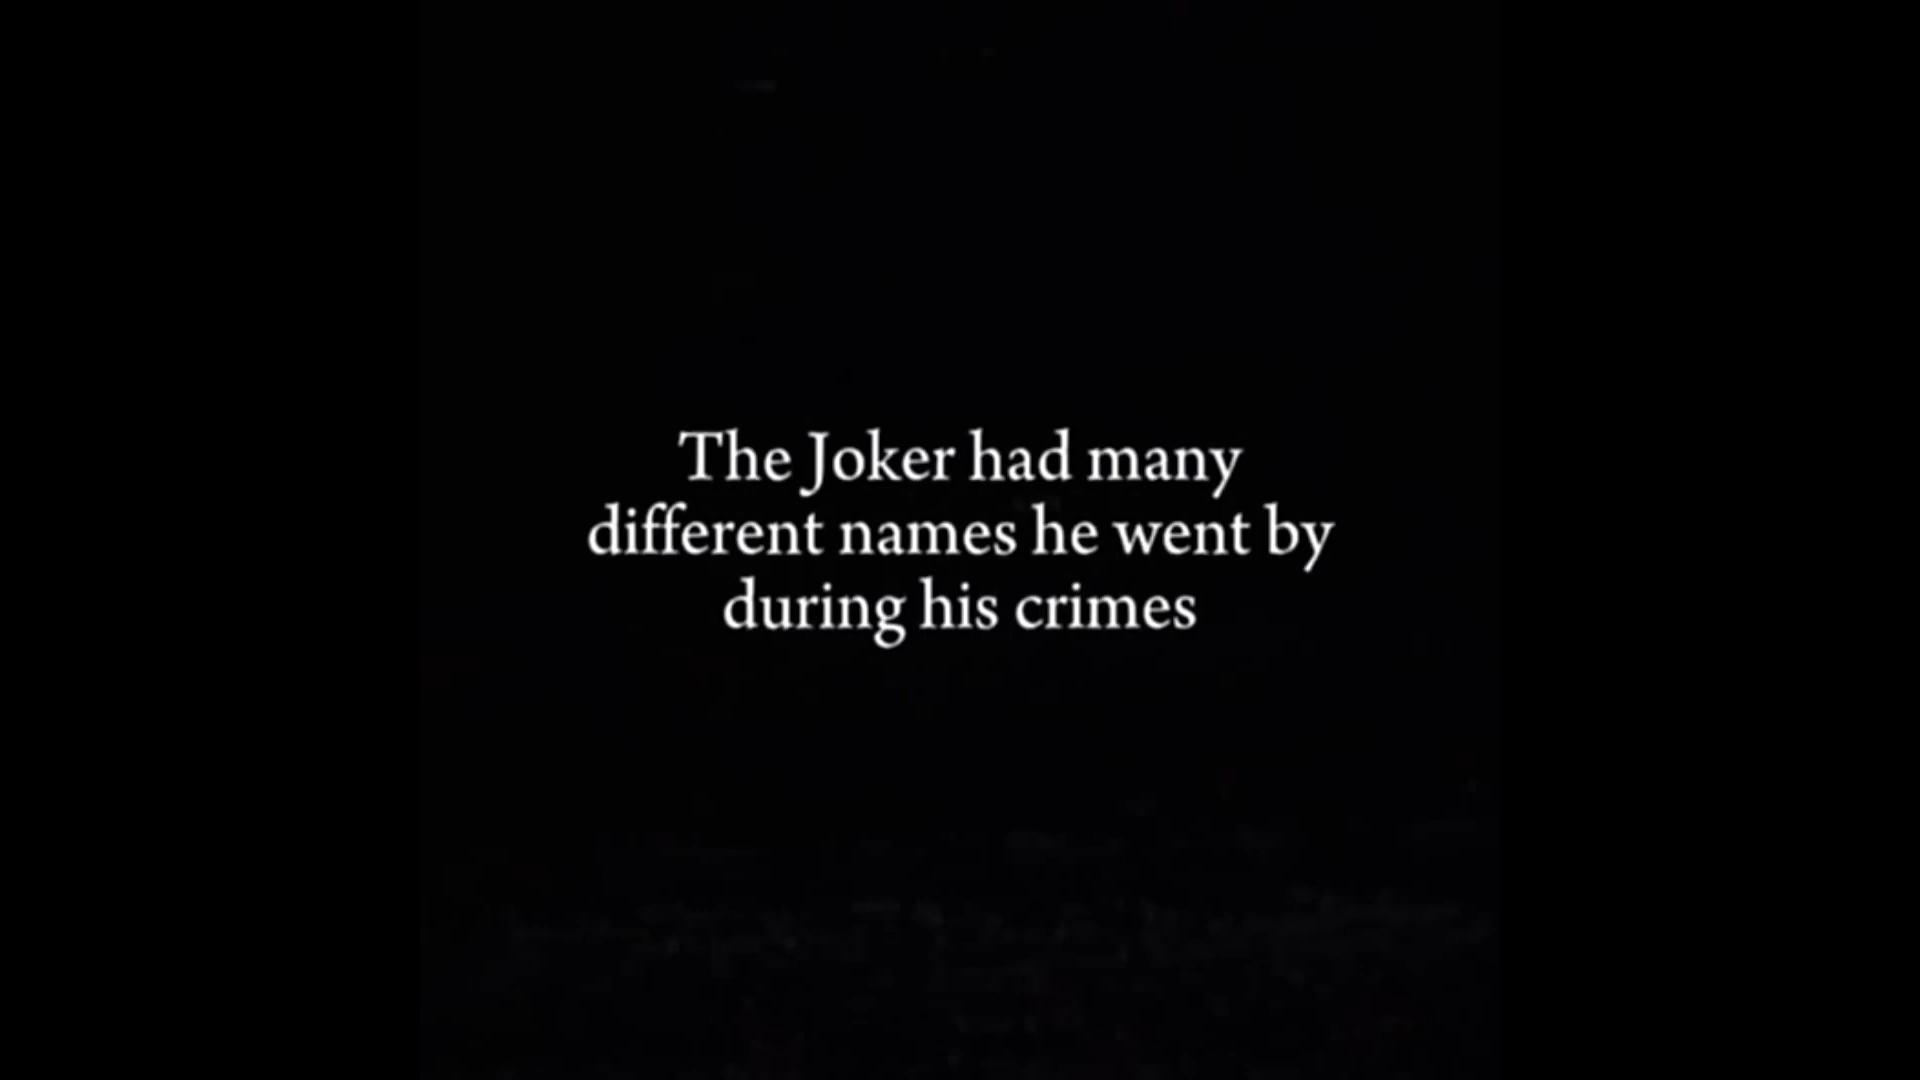 The Joker had many
different names he went by
during his crimes